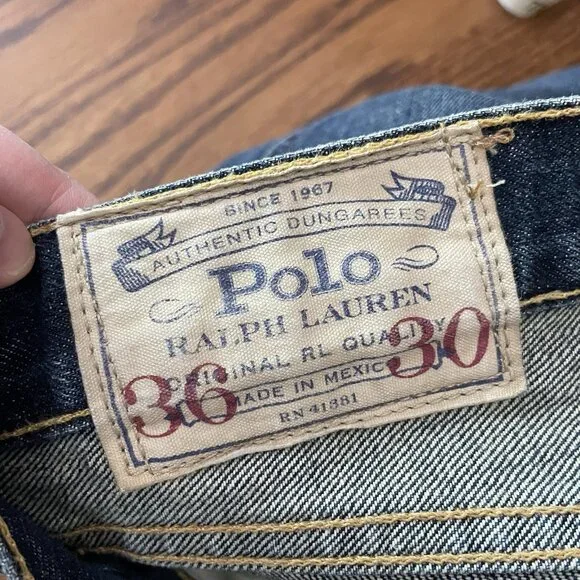 SINCE 1967
AUTHENTIC DUNGAREES
Polo
RALPH LAUREN
ORIGINAL RL QUALITY
36 30
MADE IN MEXICO
RN 41381